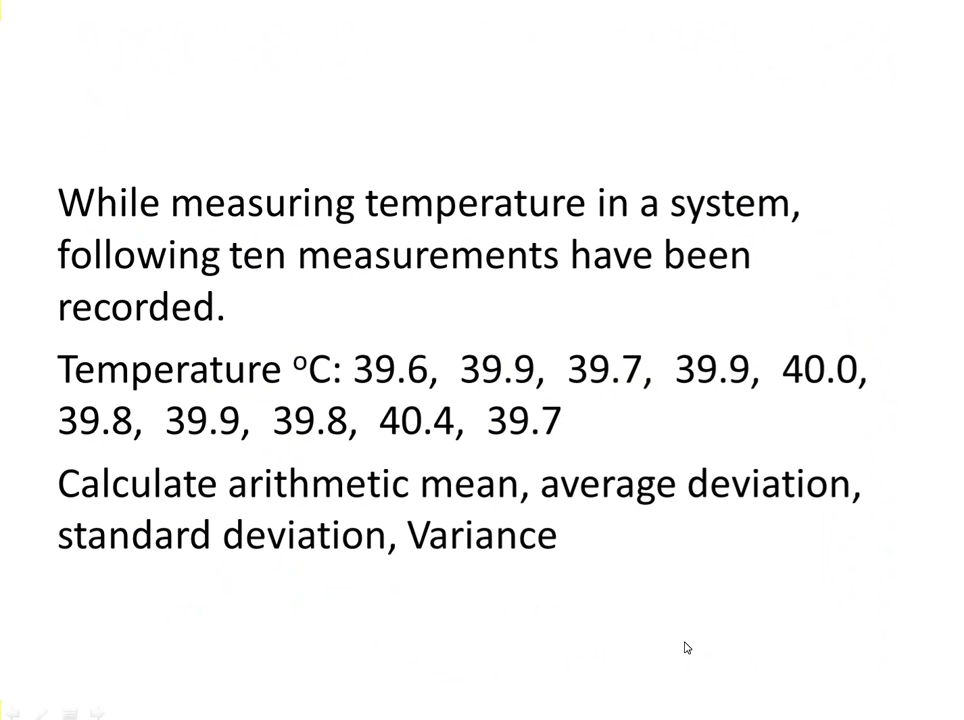 While measuring temperature in a system,
following ten measurements have been
recorded.
Temperature ᵒC: 39.6, 39.9, 39.7, 39.9, 40.0,
39.8, 39.9, 39.8, 40.4, 39.7
Calculate arithmetic mean, average deviation,
standard deviation, Variance